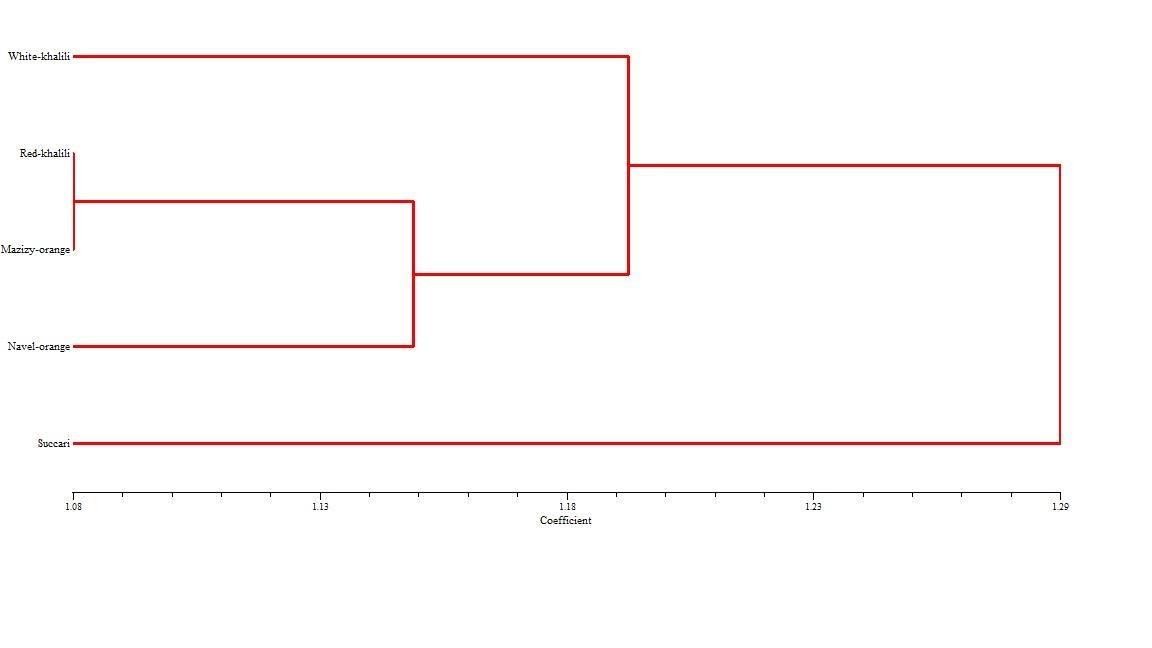 White-khalili
Red-khalili
Mazizy-orange
Navel-orange
Succari
1.08 1.13 1.18 1.23 1.29
Coefficient